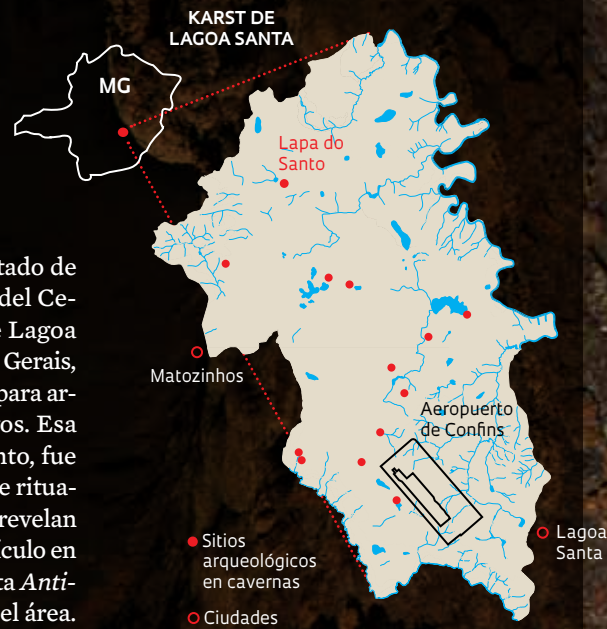 KARST DE
LAGOA SANTA
MG
Lapa do
Santo
Matozinhos
Aeropuerto
de Confins
Lagoa
Santa
Sitios
arqueológicos
en cavernas
Ciudades
tado de
del Ce-
Lagoa
Gerais,
para ar-
os. Esa
nto, fue
e ritua-
revelan
ículo en
ta Anti-
el área.